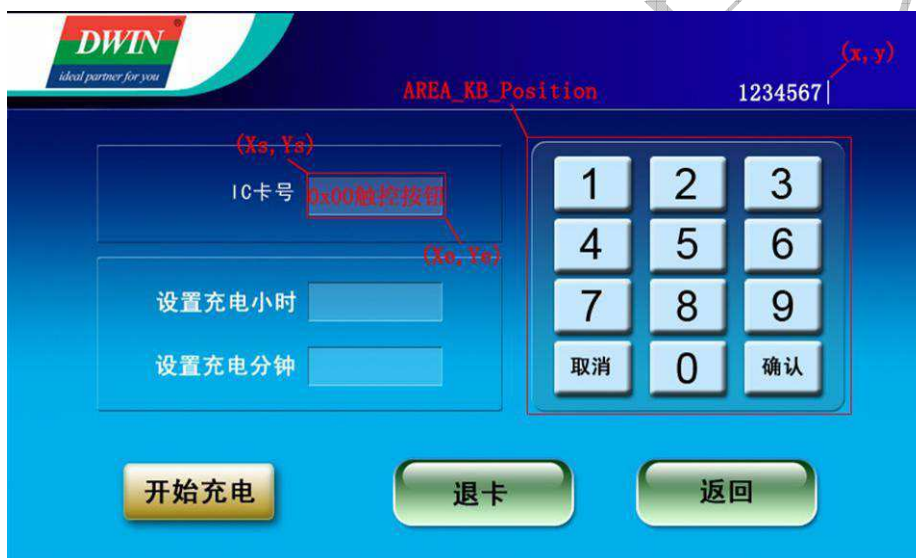 DWIN®
ideal partner for you
(x,y)
AREA_KB_Position
1234567
(Xs,Ys)
IC卡号
0x00触控按钮
(Xe,Ye)
设置充电小时
设置充电分钟
1 2 3
4 5 6
7 8 9
取消 0 确认
开始充电
退卡
返回